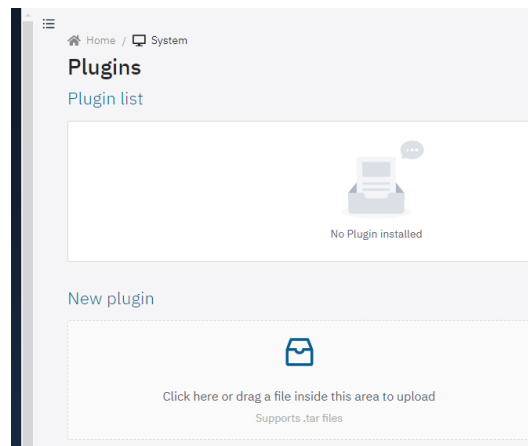 Home / System
Plugins
Plugin list
No Plugin installed
New plugin
Click here or drag a file inside this area to upload
Supports .tar files